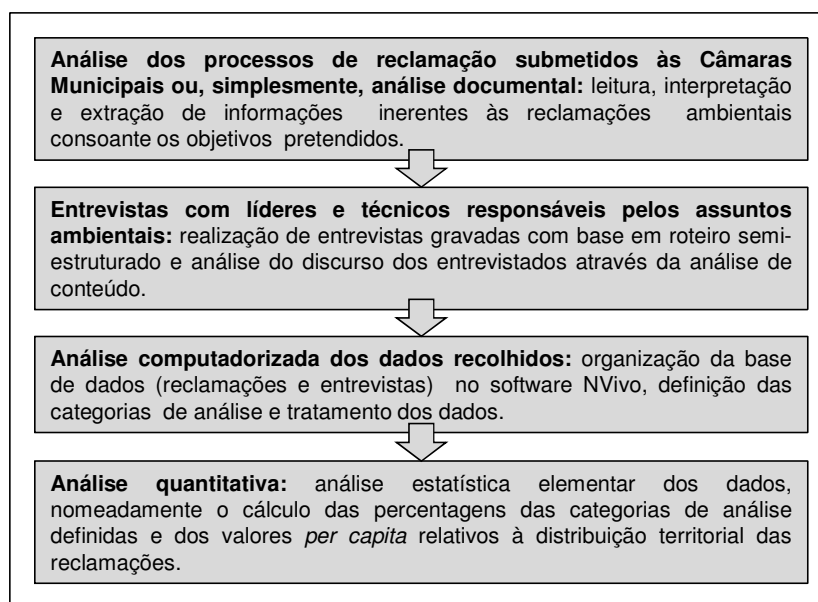 Análise dos processos de reclamação submetidos às Câmaras
Municipais ou, simplesmente, análise documental: leitura, interpretação
e extração de informações inerentes às reclamações ambientais
consoante os objetivos pretendidos.
Entrevistas com líderes e técnicos responsáveis pelos assuntos
ambientais: realização de entrevistas gravadas com base em roteiro semi-
estruturado e análise do discurso dos entrevistados através da análise de
conteúdo.
Análise computadorizada dos dados recolhidos: organização da base
de dados (reclamações e entrevistas) no software NVivo, definição das
categorias de análise e tratamento dos dados.
Análise quantitativa: análise estatística elementar dos dados,
nomeadamente o cálculo das percentagens das categorias de análise
definidas e dos valores per capita relativos à distribuição territorial das
reclamações.